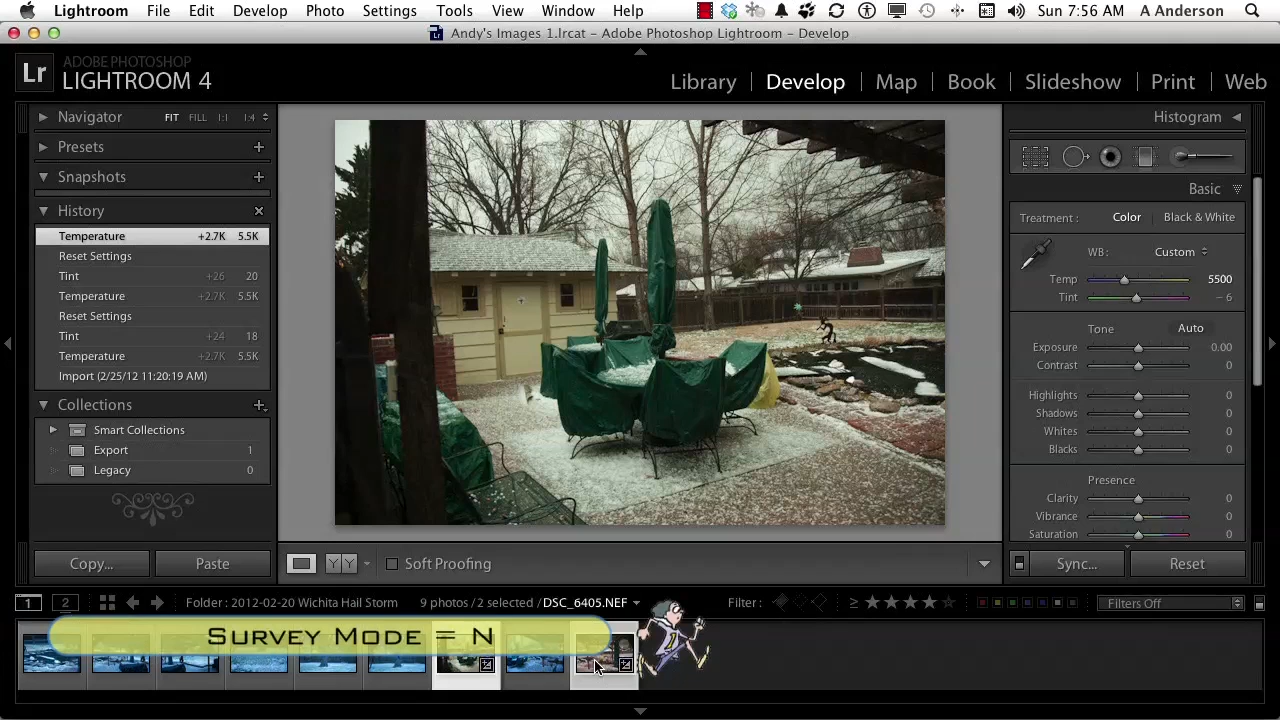 Lightroom File Edit Develop Photo Settings Tools View Window Help Sun 7:56 AM A Anderson
Andy's Images 1.lrcat – Adobe Photoshop Lightroom – Develop
Lr ADOBE PHOTOSHOP
LIGHTROOM 4
Library | Develop | Map | Book | Slideshow | Print | Web
Navigator FIT FILL 1:1 1:4
Presets
Snapshots
History
Temperature +2.7K 5.5K
Reset Settings
Tint +26 20
Temperature +2.7K 5.5K
Reset Settings
Tint +24 18
Temperature +2.7K 5.5K
Import (2/25/12 11:20:19 AM)
Collections
Smart Collections
Export 1
Legacy 0
Copy... Paste
Histogram
Basic
Treatment : Color | Black & White
WB: Custom
Temp 5500
Tint – 6
Tone Auto
Exposure 0.00
Contrast 0
Highlights 0
Shadows 0
Whites 0
Blacks 0
Presence
Clarity 0
Vibrance 0
Saturation 0
YY Soft Proofing
Sync... Reset
1 2 Folder : 2012-02-20 Wichita Hail Storm 9 photos / 2 selected / DSC_6405.NEF Filter : ≥ ★★★★★ Filters Off
Survey Mode = N